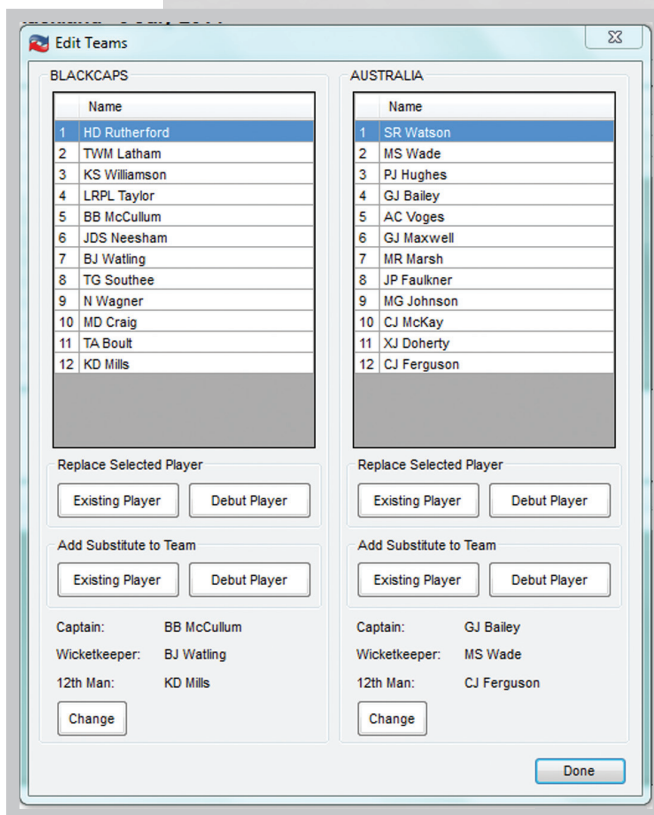 Edit Teams
BLACKCAPS
Name
1 HD Rutherford
2 TWM Latham
3 KS Williamson
4 LRPL Taylor
5 BB McCullum
6 JDS Neesham
7 BJ Watling
8 TG Southee
9 N Wagner
10 MD Craig
11 TA Boult
12 KD Mills
Replace Selected Player
Existing Player Debut Player
Add Substitute to Team
Existing Player Debut Player
Captain: BB McCullum
Wicketkeeper: BJ Watling
12th Man: KD Mills
Change
AUSTRALIA
Name
1 SR Watson
2 MS Wade
3 PJ Hughes
4 GJ Bailey
5 AC Voges
6 GJ Maxwell
7 MR Marsh
8 JP Faulkner
9 MG Johnson
10 CJ McKay
11 XJ Doherty
12 CJ Ferguson
Replace Selected Player
Existing Player Debut Player
Add Substitute to Team
Existing Player Debut Player
Captain: GJ Bailey
Wicketkeeper: MS Wade
12th Man: CJ Ferguson
Change
Done